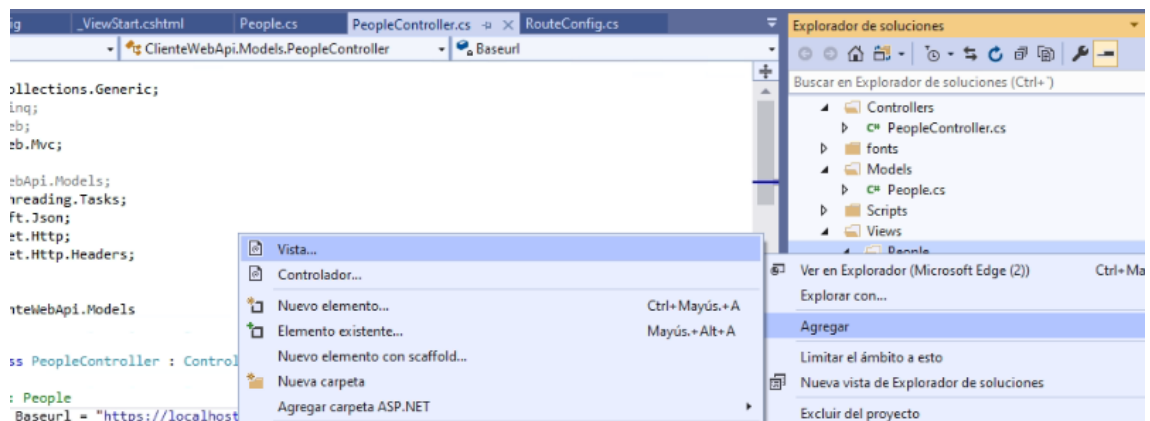 ig
_ViewStart.cshtml
People.cs
PeopleController.cs
RouteConfig.cs
ClienteWebApi.Models.PeopleController
Baseurl
ollections.Generic;
inq;
eb;
eb.Mvc;
ebApi.Models;
hreading.Tasks;
ft.Json;
et.Http;
et.Http.Headers;
nteWebApi.Models
ss PeopleController : Control
: People
Baseurl = "https://localhost
Vista...
Controlador...
Nuevo elemento... Ctrl+Mayús.+A
Elemento existente... Mayús.+Alt+A
Nuevo elemento con scaffold...
Nueva carpeta
Agregar carpeta ASP.NET
Explorador de soluciones
Buscar en Explorador de soluciones (Ctrl+¨)
Controllers
C# PeopleController.cs
fonts
Models
C# People.cs
Scripts
Views
People
Ver en Explorador (Microsoft Edge (2)) Ctrl+Ma
Explorar con...
Agregar
Limitar el ámbito a esto
Nueva vista de Explorador de soluciones
Excluir del proyecto